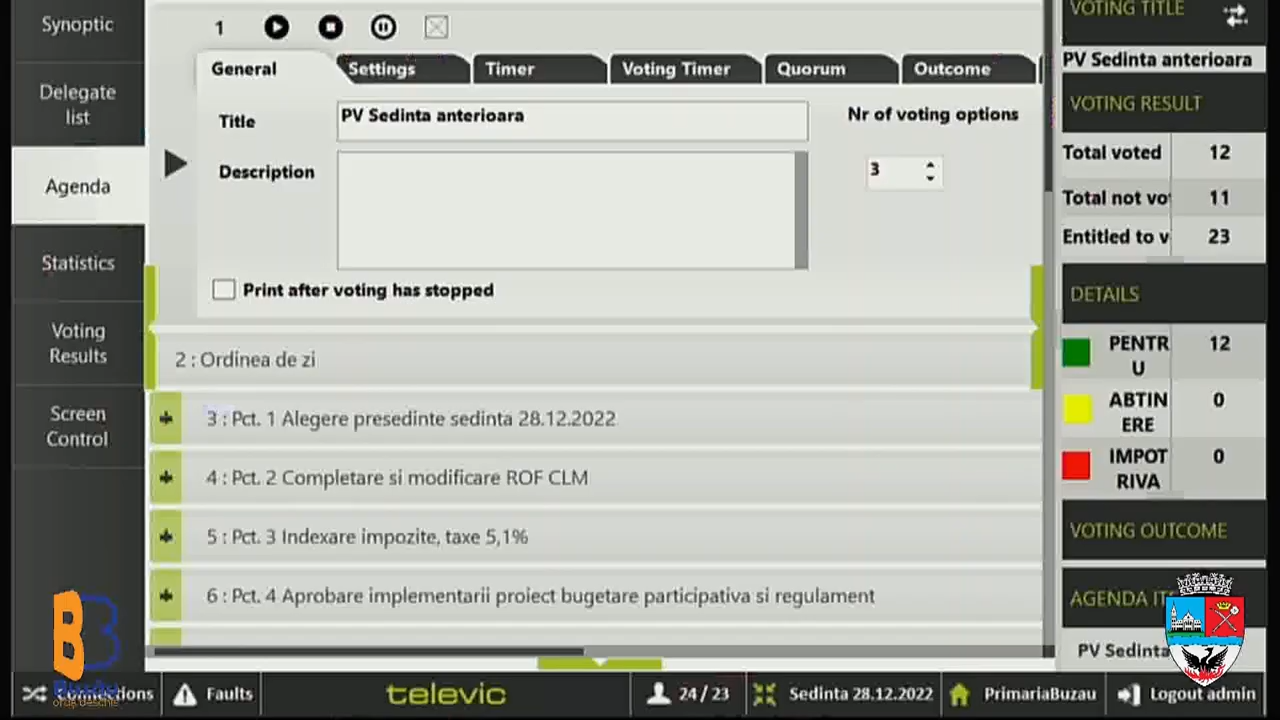 Synoptic
Delegate
list
Agenda
Statistics
Voting
Results
Screen
Control
1
General
Settings
Timer
Voting Timer
Quorum
Outcome
Title
PV Sedinta anterioara
Nr of voting options
Description
3
Print after voting has stopped
2 : Ordinea de zi
3 : Pct. 1 Alegere presedinte sedinta 28.12.2022
4 : Pct. 2 Completare si modificare ROF CLM
5 : Pct. 3 Indexare impozite, taxe 5,1%
6 : Pct. 4 Aprobare implementarii proiect bugetare participativa si regulament
VOTING TITLE
PV Sedinta anterioara
VOTING RESULT
Total voted 12
Total not vo 11
Entitled to v 23
DETAILS
PENTR
U
12
ABTIN
ERE
0
IMPOT
RIVA
0
VOTING OUTCOME
AGENDA IT
PV Sedinta
Faults
televic
24 / 23
Sedinta 28.12.2022
PrimariaBuzau
Logout admin